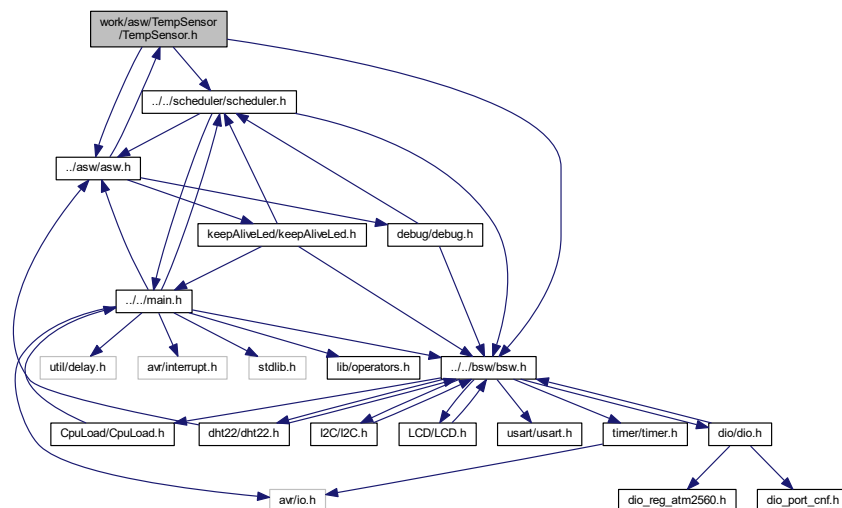 work/asw/TempSensor
/TempSensor.h
../../scheduler/scheduler.h
../asw/asw.h
keepAliveLed/keepAliveLed.h
debug/debug.h
../../main.h
util/delay.h
avr/interrupt.h
stdlib.h
lib/operators.h
../../bsw/bsw.h
CpuLoad/CpuLoad.h
dht22/dht22.h
I2C/I2C.h
LCD/LCD.h
usart/usart.h
timer/timer.h
dio/dio.h
avr/io.h
dio_reg_atm2560.h
dio_port_cnf.h